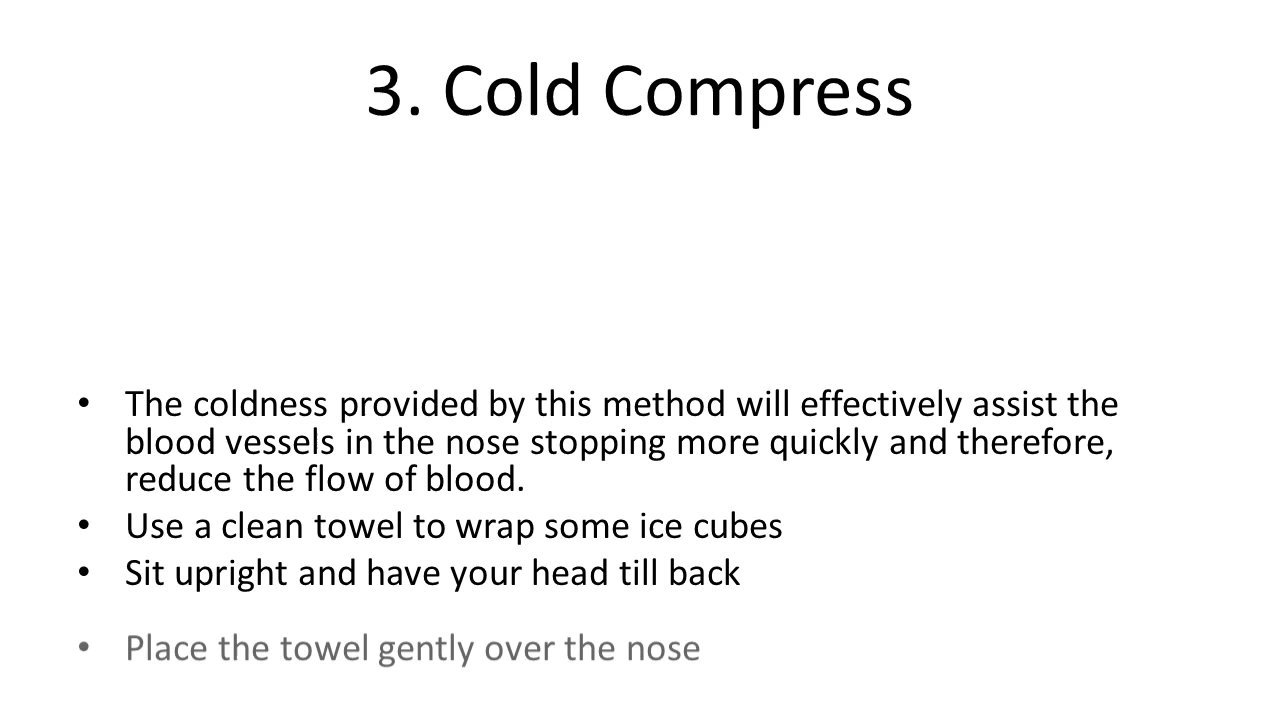 3. Cold Compress
• The coldness provided by this method will effectively assist the
blood vessels in the nose stopping more quickly and therefore,
reduce the flow of blood.
• Use a clean towel to wrap some ice cubes
• Sit upright and have your head till back
• Place the towel gently over the nose